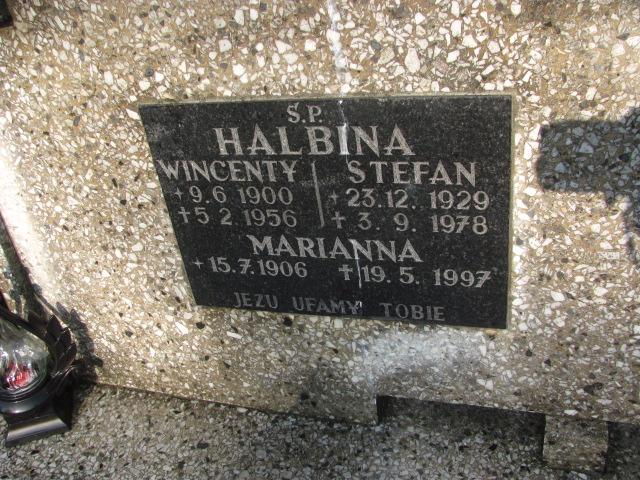 Ś.P.
HALBINA
WINCENTY
+9.6 1900
+5 2 1956
STEFAN
+23.12.1929
+ 3. 9. 1978
MARIANNA
+15.7.1906 +19.5.1997
JEZU UFAMY TOBIE